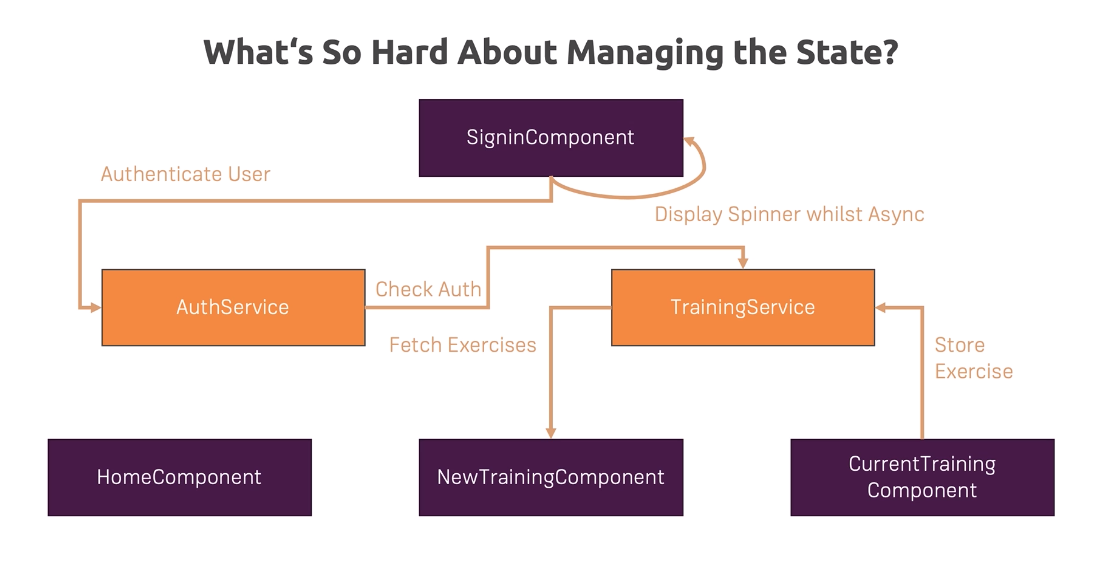 What‘s So Hard About Managing the State?
SigninComponent
Authenticate User
Display Spinner whilst Async
AuthService
Check Auth
TrainingService
Fetch Exercises
Store
Exercise
HomeComponent
NewTrainingComponent
CurrentTraining
Component